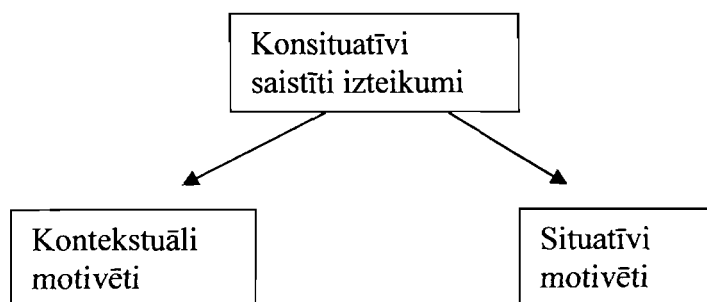 Konsituatīvi
saistīti izteikumi
Kontekstuāli
motivēti
Situatīvi
motivēti